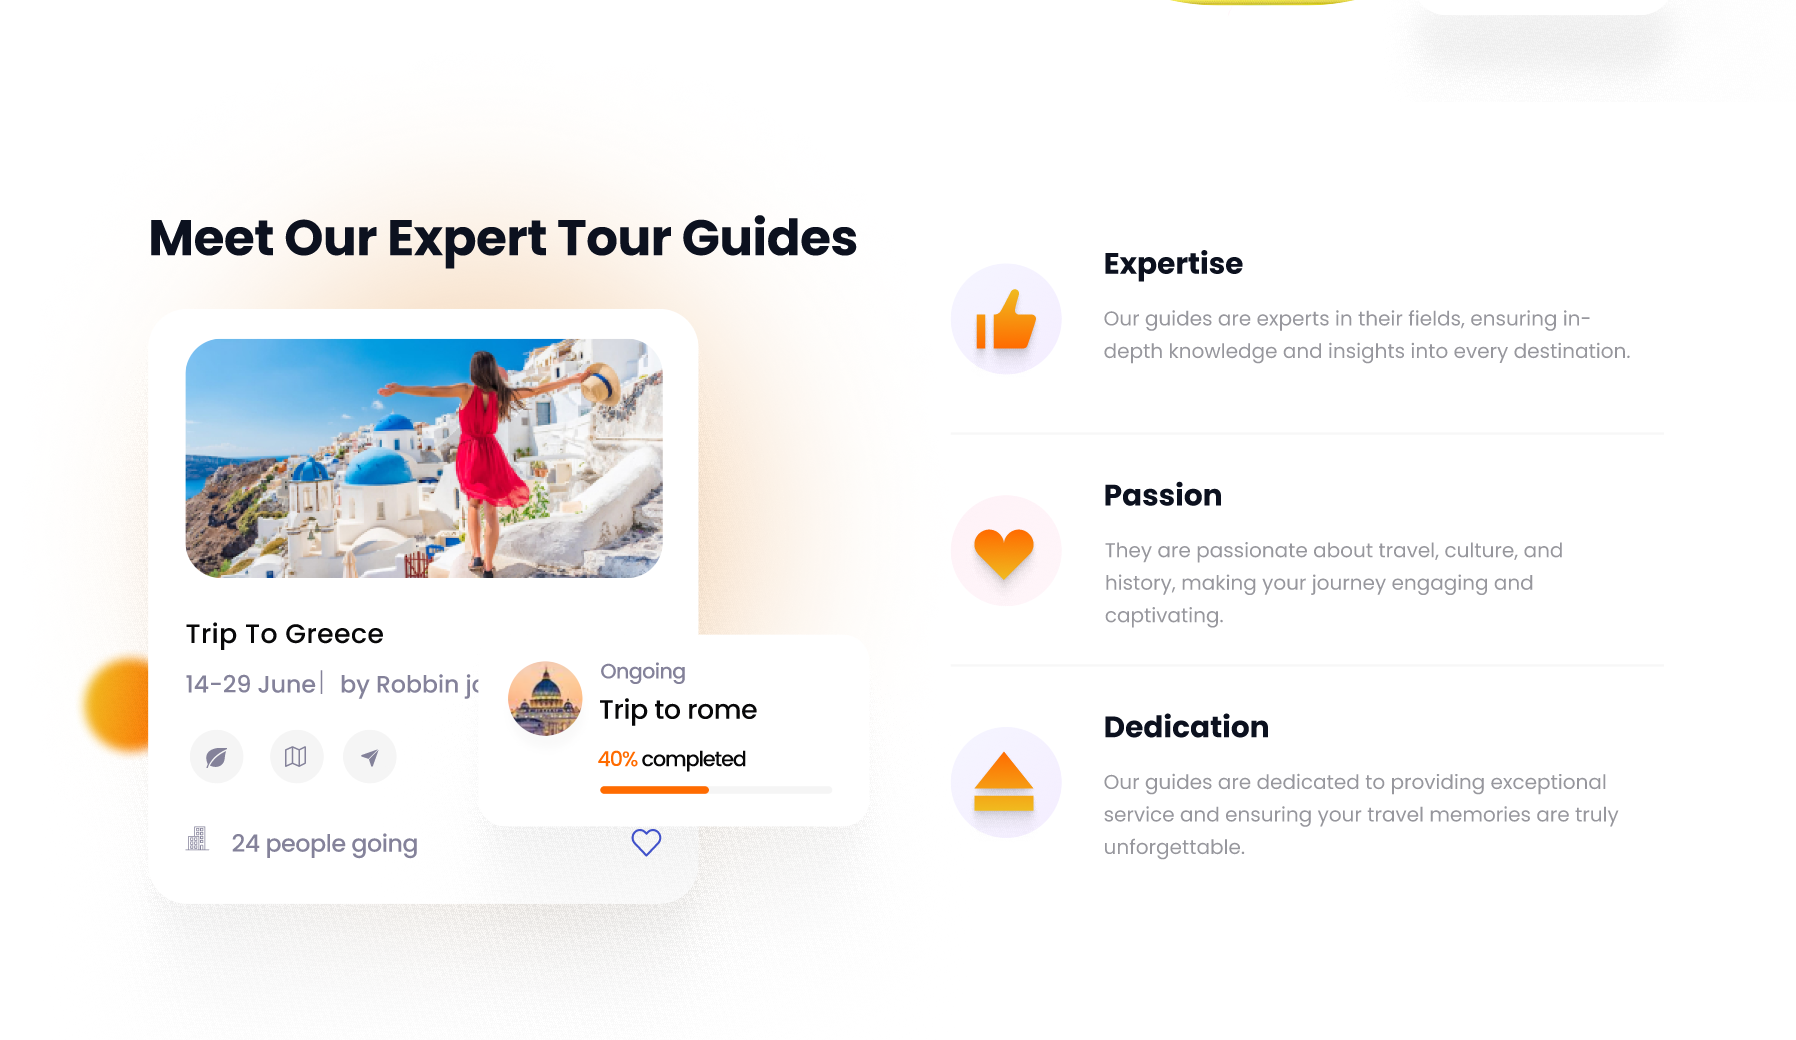 Meet Our Expert Tour Guides
Trip To Greece
14-29 June| by Robbin
24 people going
Ongoing
Trip to rome
40% completed
Expertise
Our guides are experts in their fields, ensuring in-
depth knowledge and insights into every destination.
Passion
They are passionate about travel, culture, and
history, making your journey engaging and
captivating.
Dedication
Our guides are dedicated to providing exceptional
service and ensuring your travel memories are truly
unforgettable.